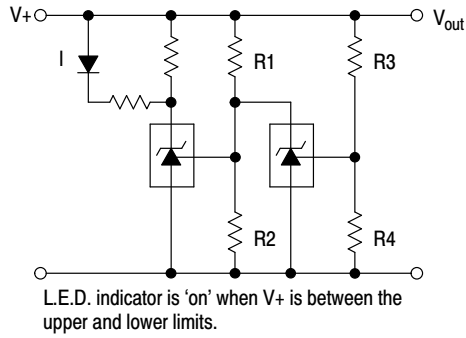 V+
Vout
I
R1
R3
R2
R4
L.E.D. indicator is ‘on’ when V+ is between the
upper and lower limits.